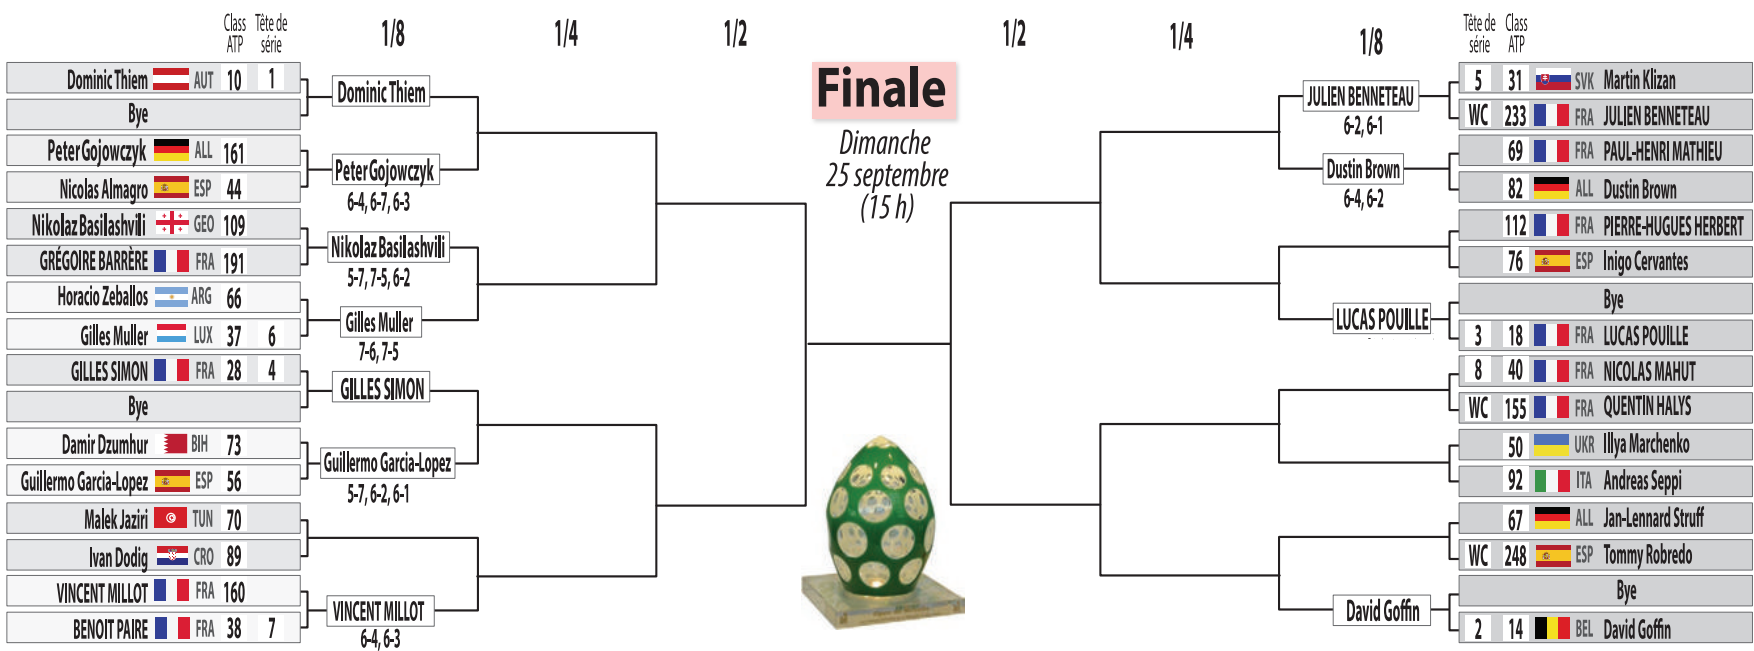 Class Tête de
ATP série
1/8
1/4
1/2
1/2
1/4
1/8
Tête de Class
série ATP
Dominic Thiem AUT 10 1
Bye
Peter Gojowczyk ALL 161
Nicolas Almagro ESP 44
Nikolaz Basilashvili GEO 109
GRÉGOIRE BARRÈRE FRA 191
Horacio Zeballos ARG 66
Gilles Muller LUX 37 6
GILLES SIMON FRA 28 4
Bye
Damir Dzumhur BIH 73
Guillermo Garcia-Lopez ESP 56
Malek Jaziri TUN 70
Ivan Dodig CRO 89
VINCENT MILLOT FRA 160
BENOIT PAIRE FRA 38 7
Dominic Thiem
Peter Gojowczyk
6-4, 6-7, 6-3
Nikolaz Basilashvili
5-7, 7-5, 6-2
Gilles Muller
7-6, 7-5
GILLES SIMON
Guillermo Garcia-Lopez
5-7, 6-2, 6-1
VINCENT MILLOT
6-4, 6-3
Finale
Dimanche
25 septembre
(15 h)
JULIEN BENNETEAU
6-2, 6-1
Dustin Brown
6-4, 6-2
LUCAS POUILLE
David Goffin
5 31 SVK Martin Klizan
WC 233 FRA JULIEN BENNETEAU
69 FRA PAUL-HENRI MATHIEU
82 ALL Dustin Brown
112 FRA PIERRE-HUGUES HERBERT
76 ESP Inigo Cervantes
Bye
3 18 FRA LUCAS POUILLE
8 40 FRA NICOLAS MAHUT
WC 155 FRA QUENTIN HALYS
50 UKR Illya Marchenko
92 ITA Andreas Seppi
67 ALL Jan-Lennard Struff
WC 248 ESP Tommy Robredo
Bye
2 14 BEL David Goffin